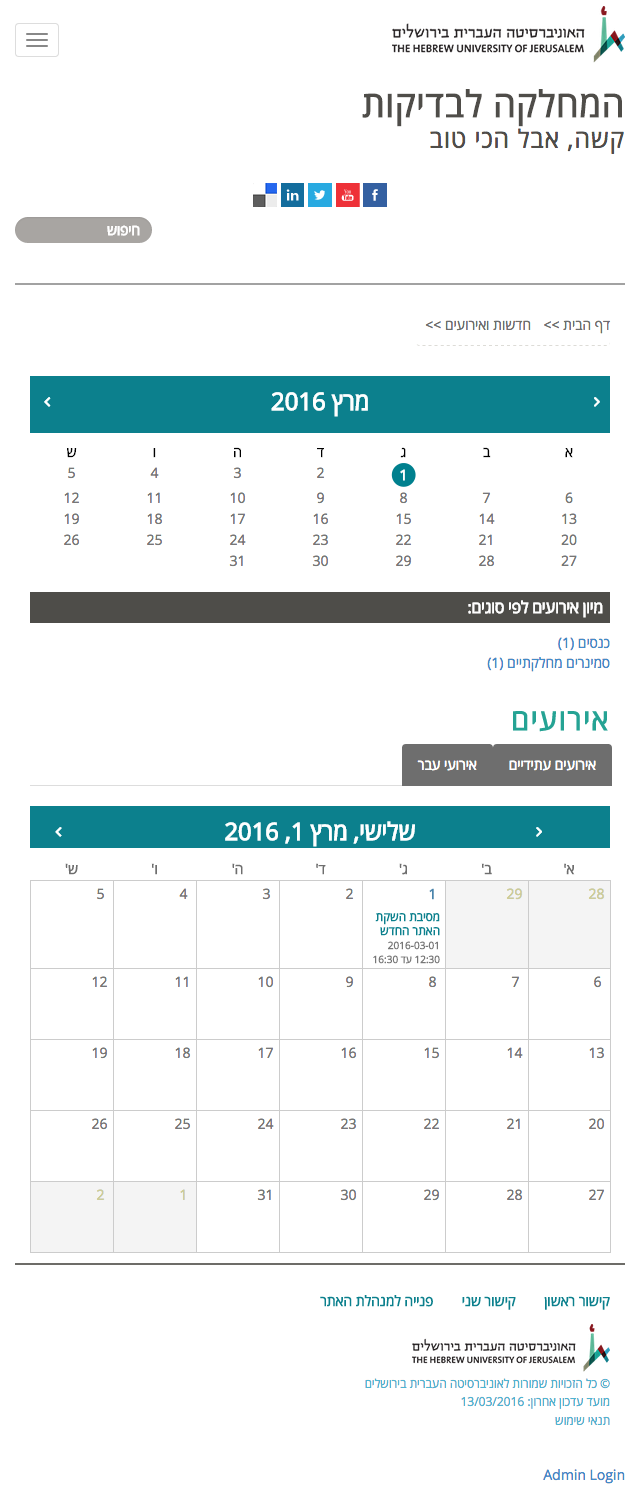 האוניברסיטה העברית בירושלים
THE HEBREW UNIVERSITY OF JERUSALEM
המחלקה לבדיקות
קשה, אבל הכי טוב
in You Tube f
חיפוש
דף הבית >> חדשות ואירועים >>
מרץ 2016
א ב ג ד ה ו ש
1 2 3 4 5
6 7 8 9 10 11 12
13 14 15 16 17 18 19
20 21 22 23 24 25 26
27 28 29 30 31
מיון אירועים לפי סוגים:
כנסים (1)
סמינרים מחלקתיים (1)
אירועים
אירועים עתידיים אירועי עבר
שלישי, מרץ 1, 2016
א' ב' ג' ד' ה' ו' ש'
28 29 1 2 3 4 5
מסיבת השקת
האתר החדש
2016-03-01
12:30 עד 16:30
6 7 8 9 10 11 12
13 14 15 16 17 18 19
20 21 22 23 24 25 26
27 28 29 30 31 1 2
קישור ראשון קישור שני פנייה למנהלת האתר
האוניברסיטה העברית בירושלים
THE HEBREW UNIVERSITY OF JERUSALEM
© כל הזכויות שמורות לאוניברסיטה העברית בירושלים
מועד עדכון אחרון: 13/03/2016
תנאי שימוש
Admin Login